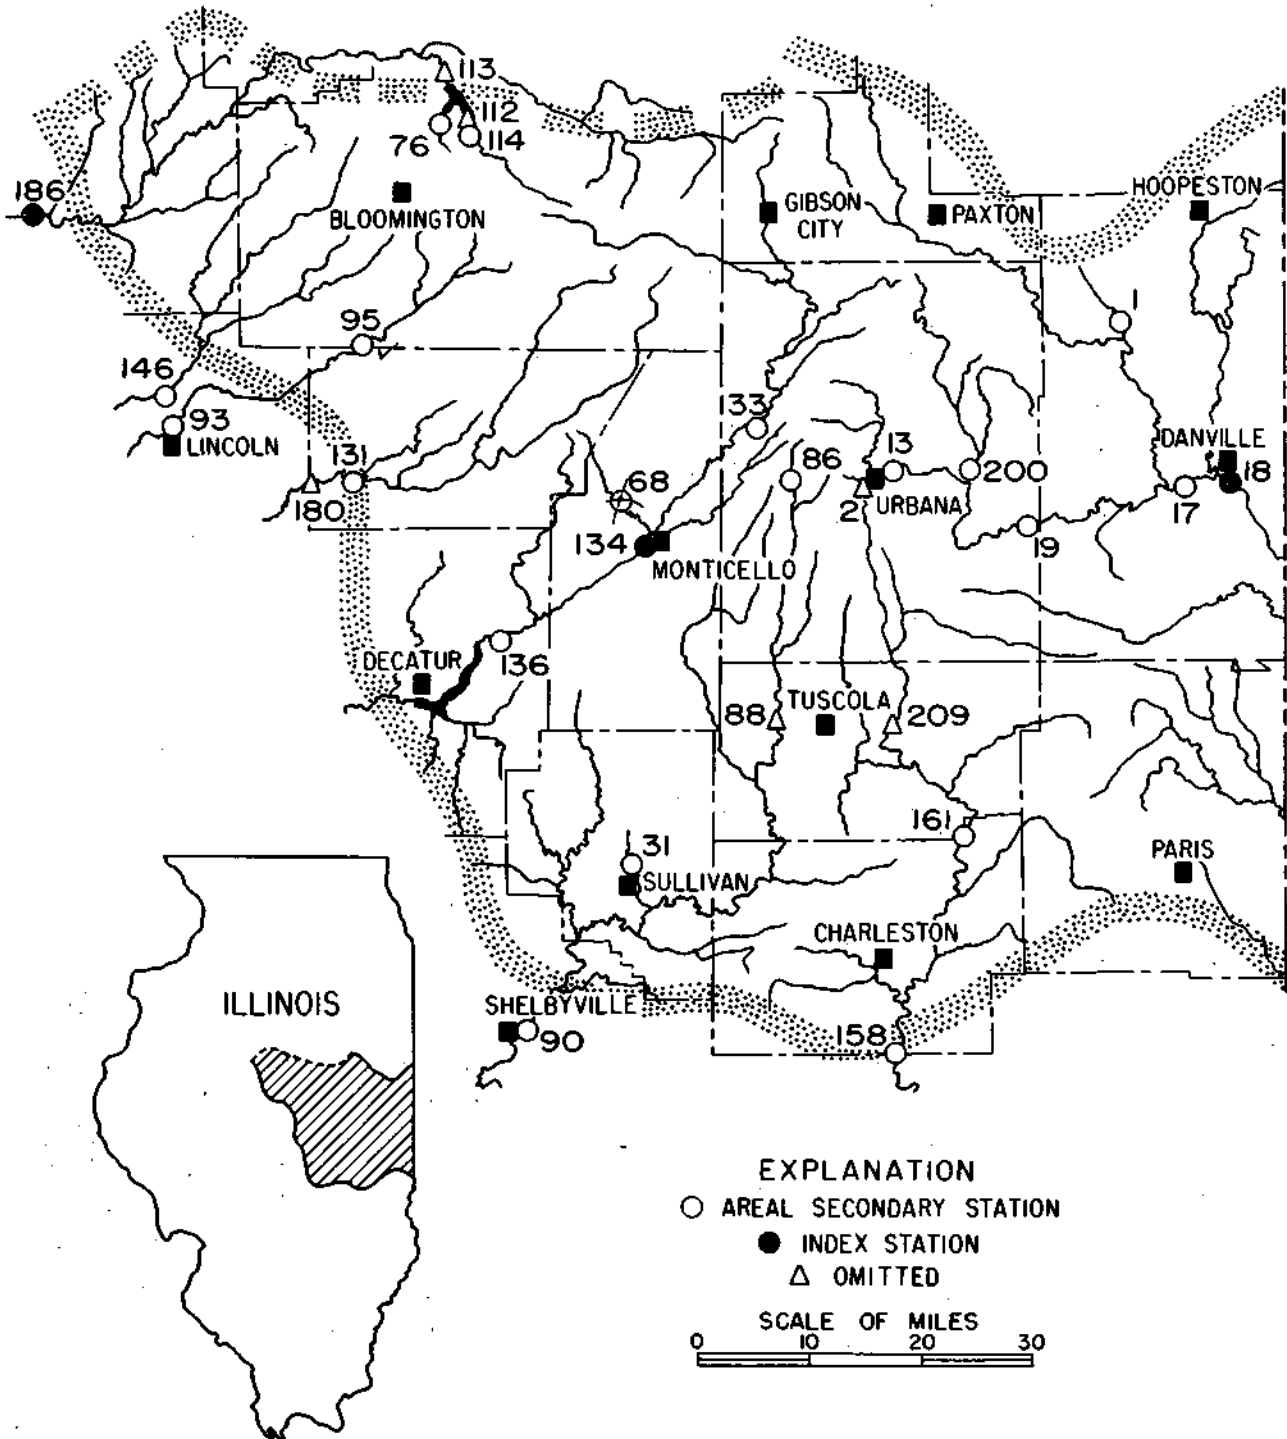 113
112
76
114
186
BLOOMINGTON
GIBSON
CITY
PAXTON
HOOPESTON
95
1
146
93
LINCOLN
33
131
180
68
86
13
200
DANVILLE
18
2
URBANA
17
19
134
MONTICELLO
DECATUR
136
88
TUSCOLA
209
161
31
SULLIVAN
PARIS
CHARLESTON
SHELBYVILLE
90
158
ILLINOIS
EXPLANATION
AREAL SECONDARY STATION
INDEX STATION
OMITTED
SCALE OF MILES
0 10 20 30